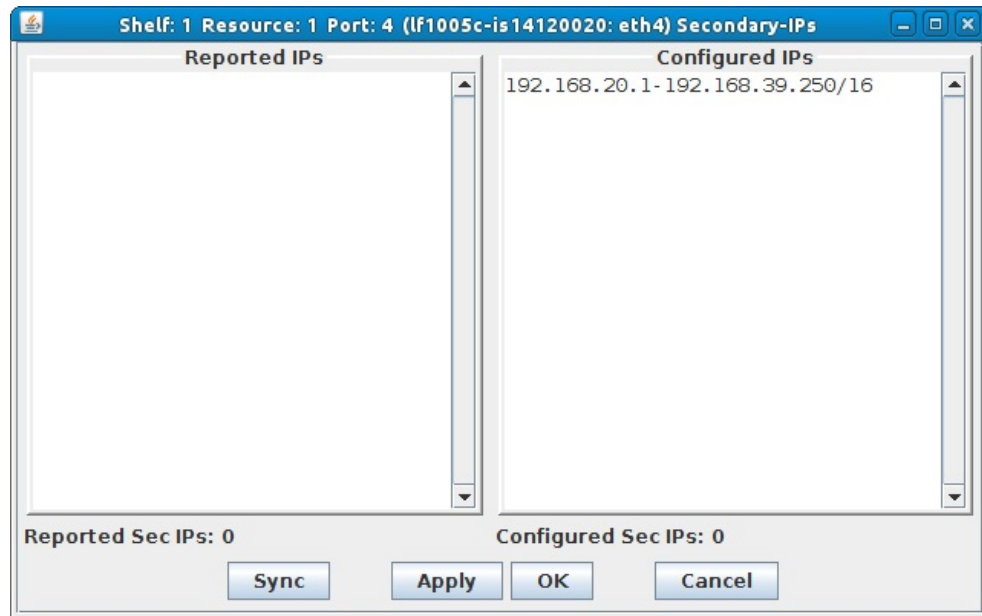 Shelf: 1 Resource: 1 Port: 4 (lf1005c-is14120020: eth4) Secondary-IPs
Reported IPs
Configured IPs
192.168.20.1-192.168.39.250/16
Reported Sec IPs: 0
Configured Sec IPs: 0
Sync
Apply
OK
Cancel